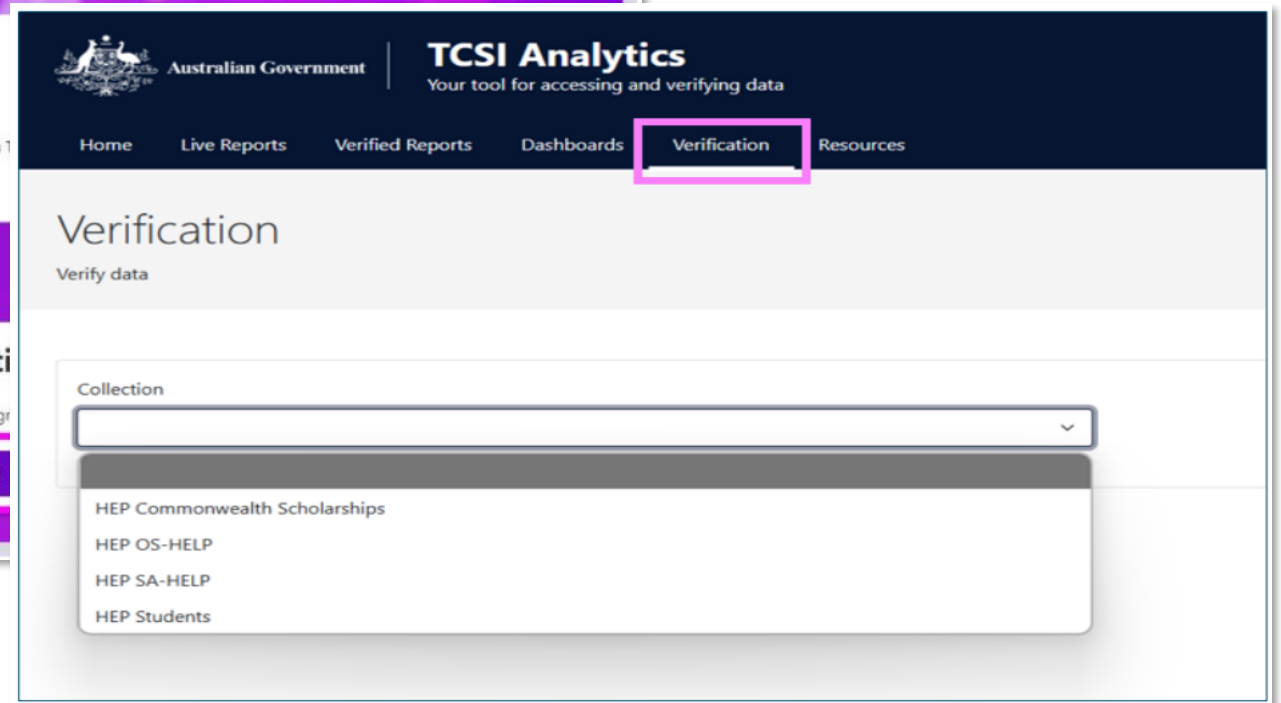 Australian Government
TCSI Analytics
Your tool for accessing and verifying data
Home Live Reports Verified Reports Dashboards Verification Resources
Verification
Verify data
Collection
HEP Commonwealth Scholarships
HEP OS-HELP
HEP SA-HELP
HEP Students